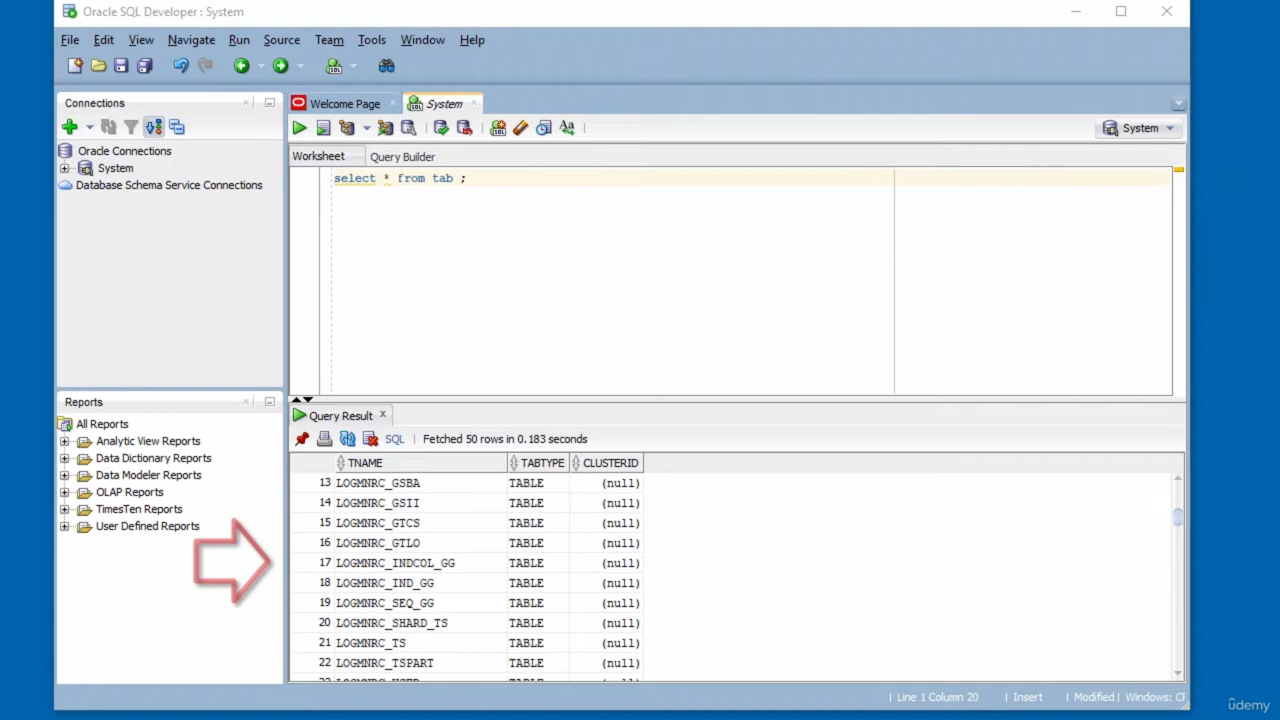 Oracle SQL Developer : System
File Edit View Navigate Run Source Team Tools Window Help
Connections
Oracle Connections
System
Database Schema Service Connections
Welcome Page
System
System
Worksheet Query Builder
select * from tab ;
Reports
All Reports
Analytic View Reports
Data Dictionary Reports
Data Modeler Reports
OLAP Reports
TimesTen Reports
User Defined Reports
Query Result
SQL | Fetched 50 rows in 0.183 seconds
TNAME TABTYPE CLUSTERID
13 LOGMNRC_GSBA TABLE (null)
14 LOGMNRC_GSII TABLE (null)
15 LOGMNRC_GTCS TABLE (null)
16 LOGMNRC_GTLO TABLE (null)
17 LOGMNRC_INDCOL_GG TABLE (null)
18 LOGMNRC_IND_GG TABLE (null)
19 LOGMNRC_SEQ_GG TABLE (null)
20 LOGMNRC_SHARD_TS TABLE (null)
21 LOGMNRC_TS TABLE (null)
22 LOGMNRC_TSPART TABLE (null)
| Line 1 Column 20 | Insert | Modified | Windows:
ûdemy